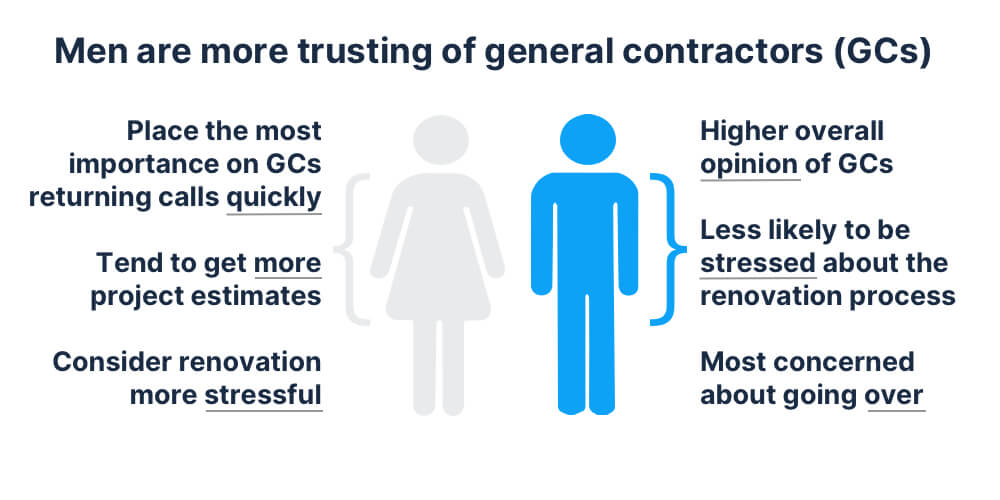 Men are more trusting of general contractors (GCs)
Place the most
importance on GCs
returning calls quickly
Tend to get more
project estimates
Consider renovation
more stressful
Higher overall
opinion of GCs
Less likely to be
stressed about the
renovation process
Most concerned
about going over